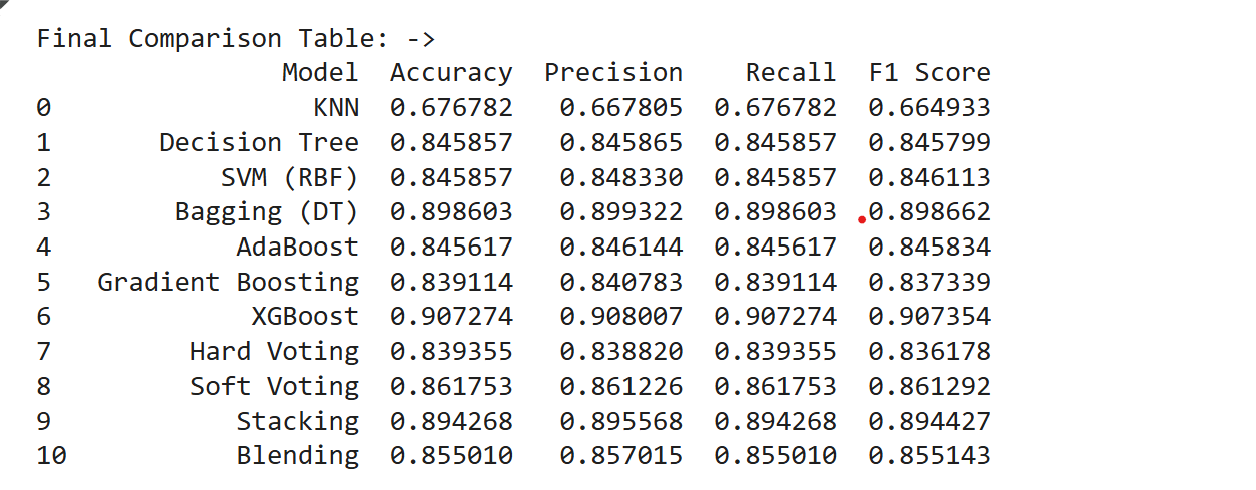 Final Comparison Table: ->
Model Accuracy Precision Recall F1 Score
0 KNN 0.676782 0.667805 0.676782 0.664933
1 Decision Tree 0.845857 0.845865 0.845857 0.845799
2 SVM (RBF) 0.845857 0.848330 0.845857 0.846113
3 Bagging (DT) 0.898603 0.899322 0.898603 0.898662
4 AdaBoost 0.845617 0.846144 0.845617 0.845834
5 Gradient Boosting 0.839114 0.840783 0.839114 0.837339
6 XGBoost 0.907274 0.908007 0.907274 0.907354
7 Hard Voting 0.839355 0.838820 0.839355 0.836178
8 Soft Voting 0.861753 0.861226 0.861753 0.861292
9 Stacking 0.894268 0.895568 0.894268 0.894427
10 Blending 0.855010 0.857015 0.855010 0.855143